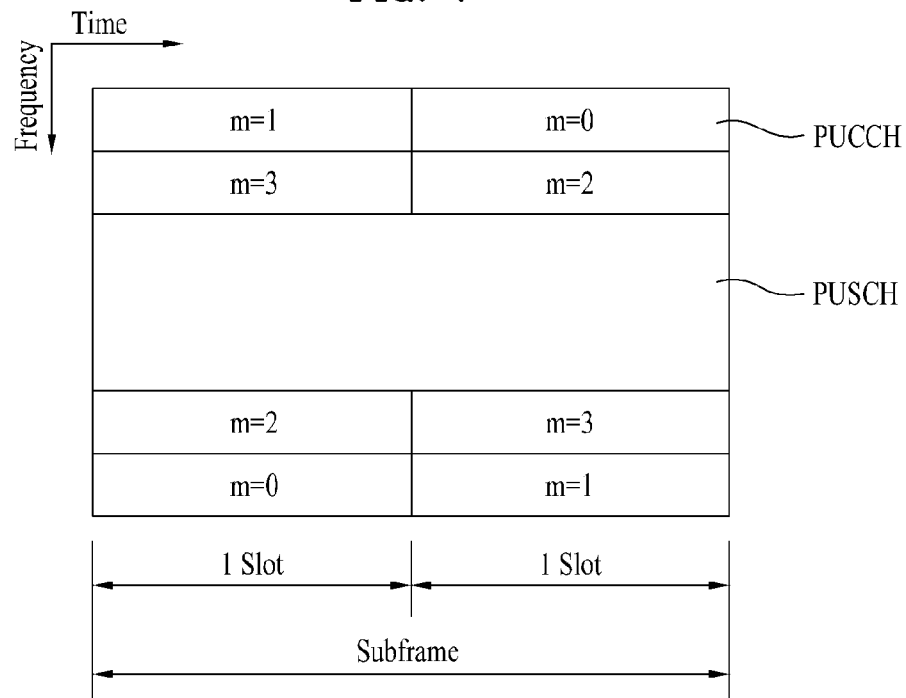 Time
Frequency
m=1
m=0
PUCCH
m=3
m=2
PUSCH
m=2
m=3
m=0
m=1
1 Slot
1 Slot
Subframe